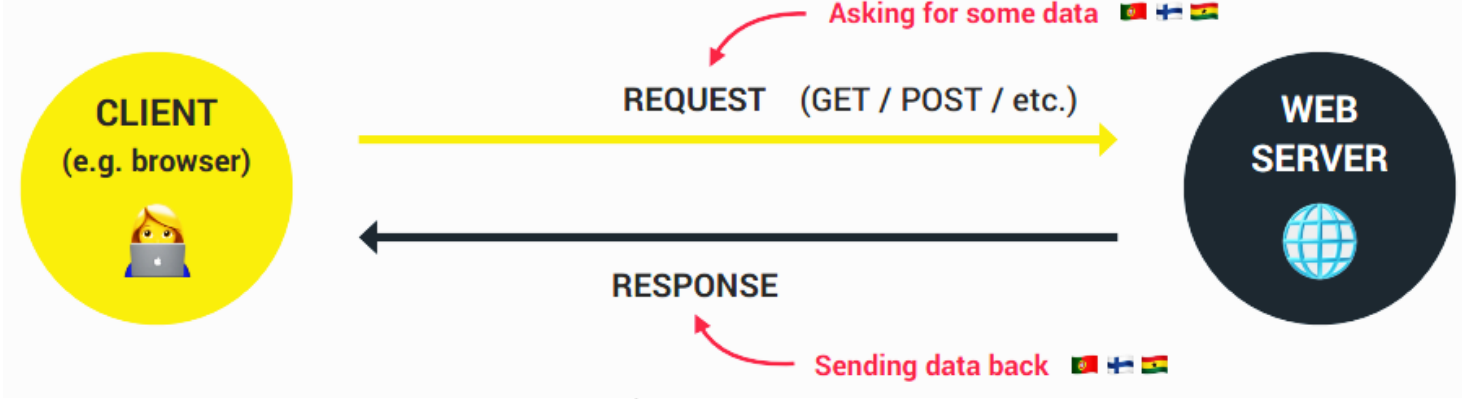 Asking for some data
CLIENT
(e.g. browser)
REQUEST (GET / POST / etc.)
WEB
SERVER
RESPONSE
Sending data back